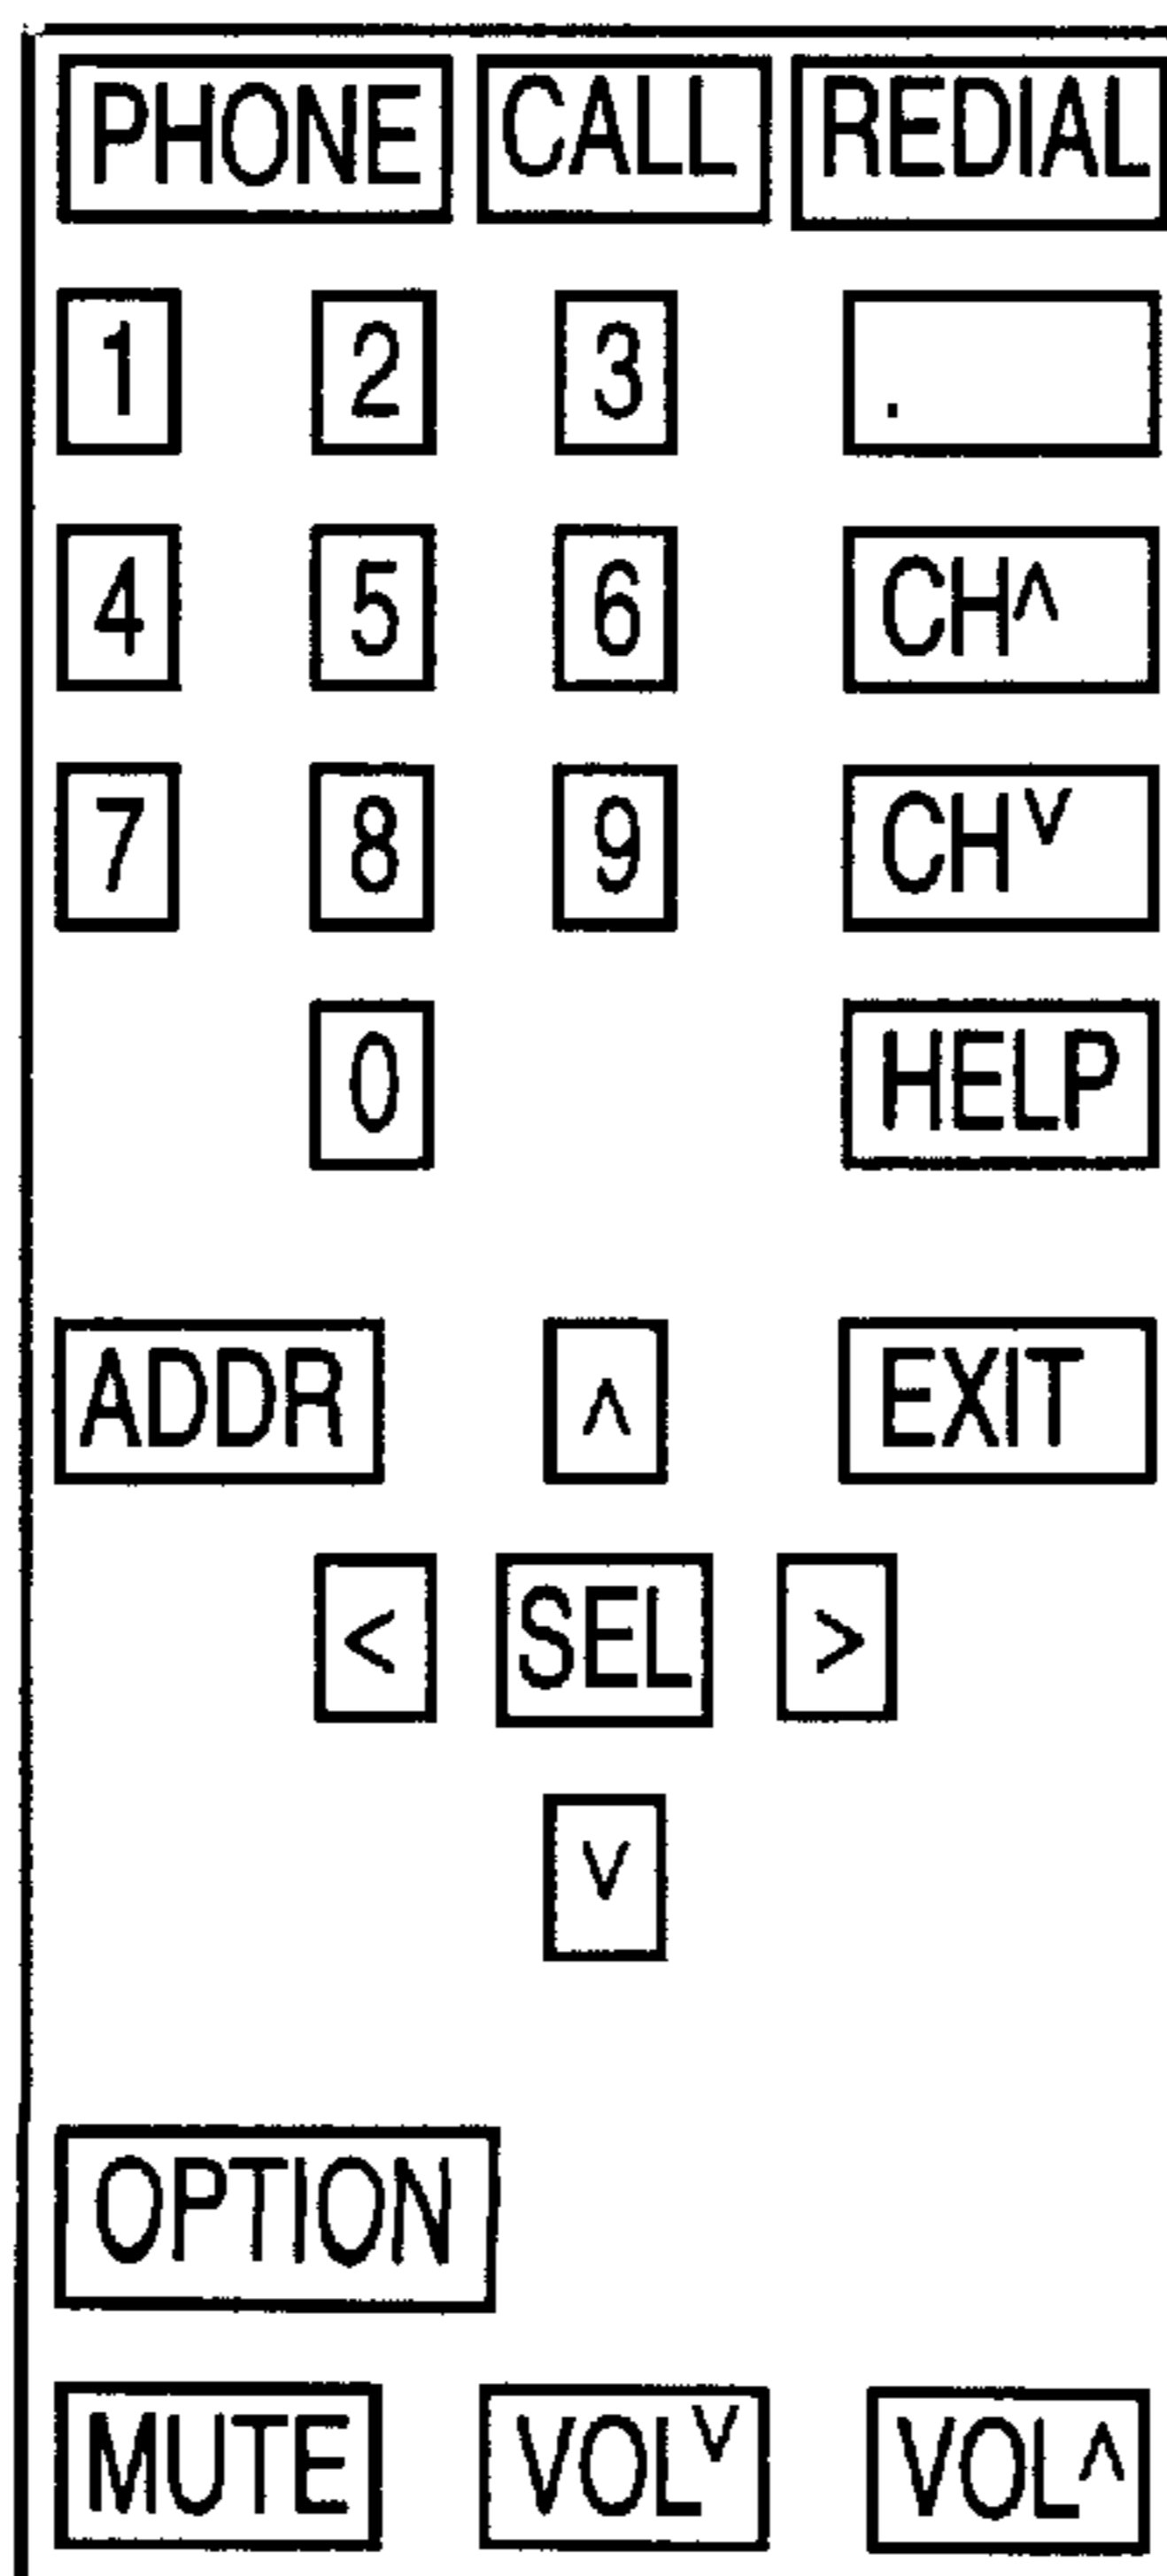 PHONE CALL REDIAL
1 2 3 .
4 5 6 CH^
7 8 9 CHv
0 HELP
ADDR ^ EXIT
< SEL >
v
OPTION
MUTE VOLv VOL^